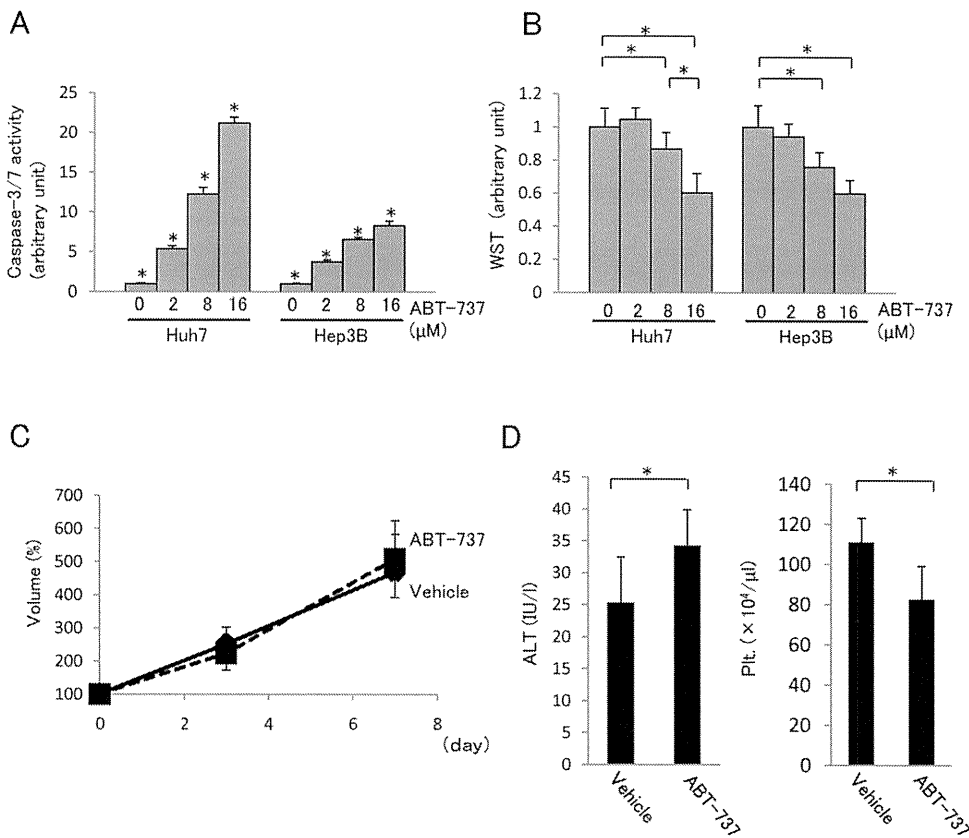 A
Caspase-3/7 activity
(arbitrary unit)
25
20
15
10
5
0
* * * * * * * *
0 2 8 16 0 2 8 16 ABT-737
(μM)
Huh7 Hep3B
B
WST (arbitrary unit)
1.2
1
0.8
0.6
0.4
0.2
0
* * * * *
0 2 8 16 0 2 8 16 ABT-737
(μM)
Huh7 Hep3B
C
Volume (%)
700
600
500
400
300
200
100
ABT-737
Vehicle
0 2 4 6 8
(day)
D
ALT (IU/l)
45
40
35
30
25
20
15
10
5
0
*
Vehicle
ABT-737
Plt. (×10⁴/μl)
140
120
100
80
60
40
20
0
*
Vehicle
ABT-737